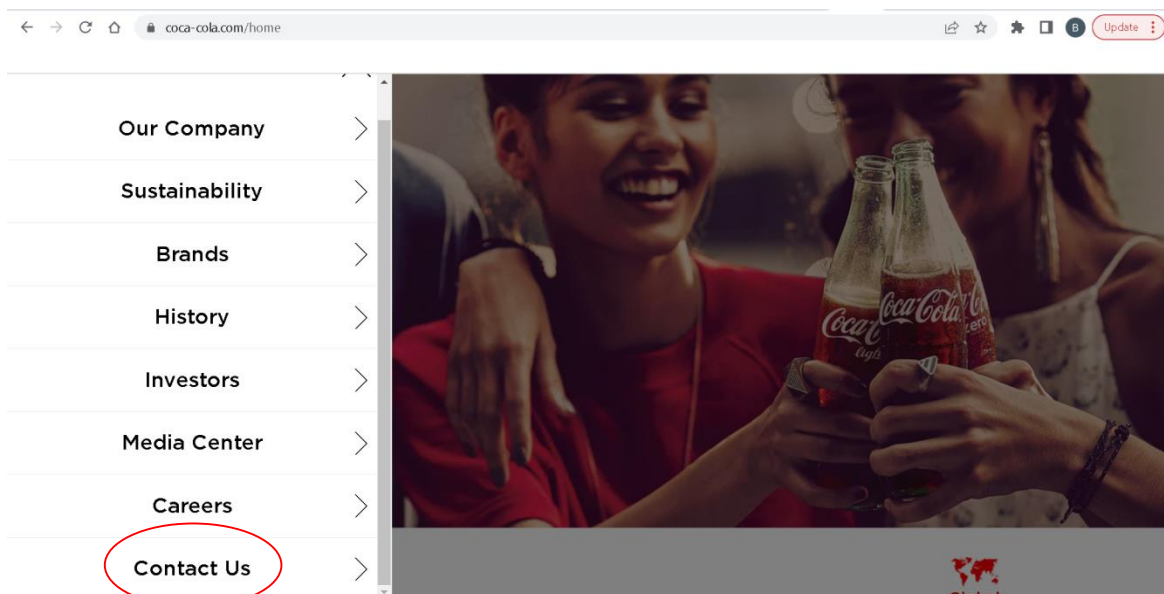 coca-cola.com/home
B
Update
Our Company
Sustainability
Brands
History
Investors
Media Center
Careers
Contact Us
Coca-Cola
light
Coca-Cola
zero